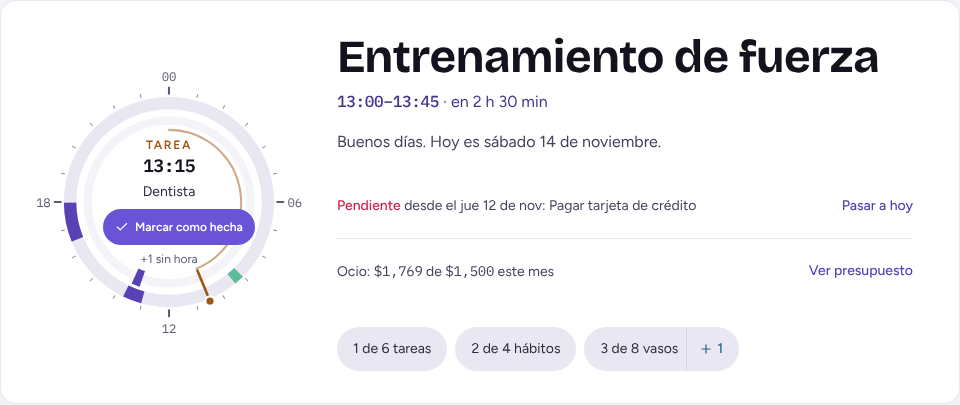 00
18
06
12
TAREA
13:15
Dentista
Marcar como hecha
+1 sin hora
Entrenamiento de fuerza
13:00–13:45 · en 2 h 30 min
Buenos días. Hoy es sábado 14 de noviembre.
Pendiente desde el jue 12 de nov: Pagar tarjeta de crédito
Pasar a hoy
Ocio: $1,769 de $1,500 este mes
Ver presupuesto
1 de 6 tareas
2 de 4 hábitos
3 de 8 vasos
+ 1